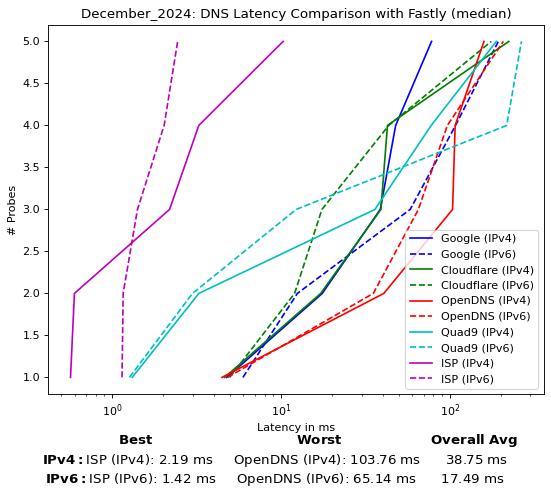 December_2024: DNS Latency Comparison with Fastly (median)
5.0
4.5
4.0
3.5
3.0
2.5
2.0
1.5
1.0
# Probes
Google (IPv4)
Google (IPv6)
Cloudflare (IPv4)
Cloudflare (IPv6)
OpenDNS (IPv4)
OpenDNS (IPv6)
Quad9 (IPv4)
Quad9 (IPv6)
ISP (IPv4)
ISP (IPv6)
10⁰ 10¹ 10²
Latency in ms
Best Worst Overall Avg
IPv4: ISP (IPv4): 2.19 ms OpenDNS (IPv4): 103.76 ms 38.75 ms
IPv6: ISP (IPv6): 1.42 ms OpenDNS (IPv6): 65.14 ms 17.49 ms